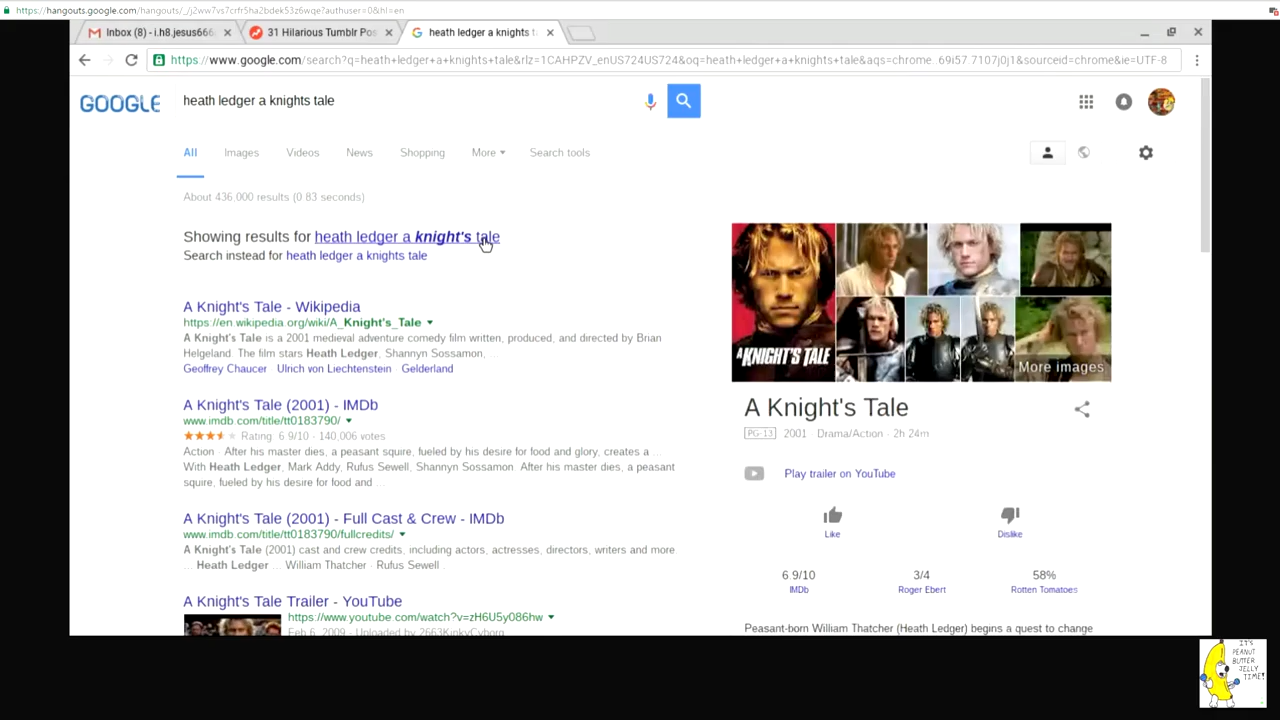 https://hangouts.google.com/hangouts/_/j2ww7vs7crfr5ha2bdek53z6wqe?authuser=0&hl=en
Inbox (8) - i.h8.jesus666
31 Hilarious Tumblr Pos
heath ledger a knights t
https://www.google.com/search?q=heath+ledger+a+knights+tale&rlz=1CAHPZV_enUS724US724&oq=heath+ledger+a+knights+tale&aqs=chrome..69i57.7107j0j1&sourceid=chrome&ie=UTF-8
GOOGLE
heath ledger a knights tale
All Images Videos News Shopping More Search tools
About 436,000 results (0 83 seconds)
Showing results for heath ledger a knight's tale
Search instead for heath ledger a knights tale
A Knight's Tale - Wikipedia
https://en.wikipedia org/wiki/A_Knight's_Tale
A Knight's Tale is a 2001 medieval adventure comedy film written, produced, and directed by Brian
Helgeland. The film stars Heath Ledger, Shannyn Sossamon, ...
Geoffrey Chaucer Ulrich von Liechtenstein Gelderland
A Knight's Tale (2001) - IMDb
www.imdb.com/title/tt0183790/
Rating 6 9/10 - 140,006 votes
Action · After his master dies, a peasant squire, fueled by his desire for food and glory, creates a ...
With Heath Ledger, Mark Addy, Rufus Sewell, Shannyn Sossamon. After his master dies, a peasant
squire, fueled by his desire for food and ...
A Knight's Tale (2001) - Full Cast & Crew - IMDb
www.imdb.com/title/tt0183790/fullcredits/
A Knight's Tale (2001) cast and crew credits, including actors, actresses, directors, writers and more
... Heath Ledger ... William Thatcher · Rufus Sewell .
A Knight's Tale Trailer - YouTube
https://www.youtube.com/watch?v=zH6U5y086hw
Feb 6, 2009 - Uploaded by 2663KinkyCyborg
A KNIGHT'S TALE
More images
A Knight's Tale
PG-13 2001 Drama/Action · 2h 24m
Play trailer on YouTube
Like Dislike
6 9/10 3/4 58%
IMDb Roger Ebert Rotten Tomatoes
Peasant-born William Thatcher (Heath Ledger) begins a quest to change
IT'S
PEANUT
BUTTER
JELLY
TIME!